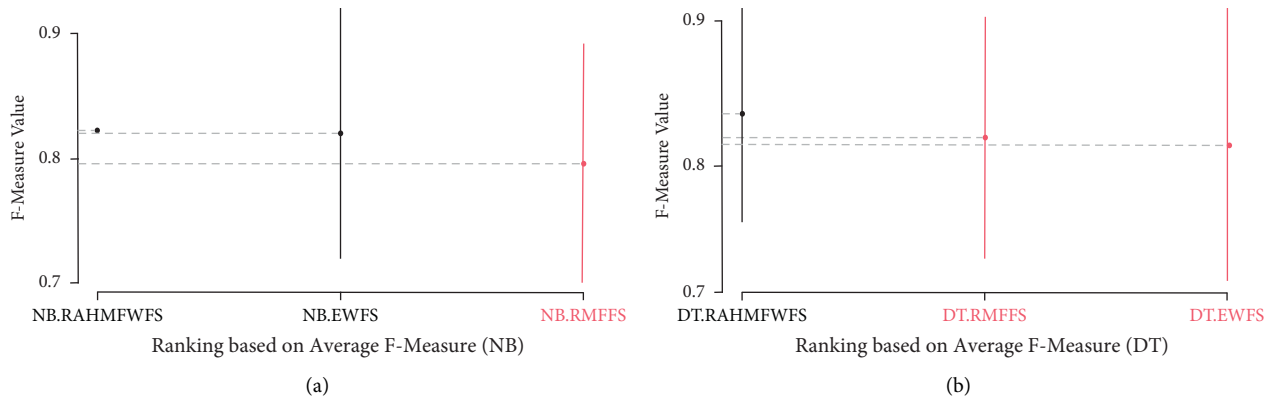 0.9
0.8
0.7
F-Measure Value
NB.RAHMFWFS
NB.EWFS
NB.RMFFS
Ranking based on Average F-Measure (NB)
(a)
0.9
0.8
0.7
F-Measure Value
DT.RAHMFWFS
DT.RMFFS
DT.EWFS
Ranking based on Average F-Measure (DT)
(b)